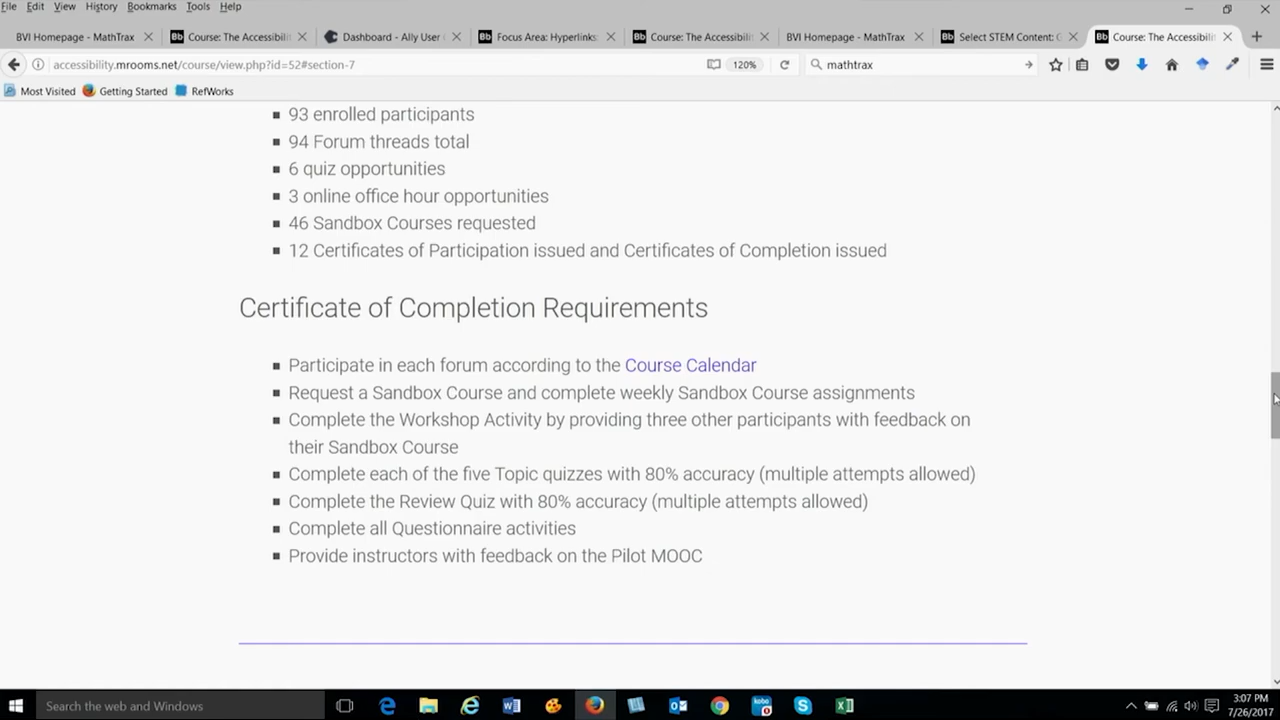 File Edit View History Bookmarks Tools Help
BVI Homepage - MathTrax
Course: The Accessibili
Dashboard - Ally User
Focus Area: Hyperlinks
Course: The Accessibili
BVI Homepage - MathTrax
Select STEM Content:
Course: The Accessibili
accessibility.mrooms.net/course/view.php?id=52#section-7
120%
mathtrax
Most Visited Getting Started RefWorks
93 enrolled participants
94 Forum threads total
6 quiz opportunities
3 online office hour opportunities
46 Sandbox Courses requested
12 Certificates of Participation issued and Certificates of Completion issued
Certificate of Completion Requirements
Participate in each forum according to the Course Calendar
Request a Sandbox Course and complete weekly Sandbox Course assignments
Complete the Workshop Activity by providing three other participants with feedback on
their Sandbox Course
Complete each of the five Topic quizzes with 80% accuracy (multiple attempts allowed)
Complete the Review Quiz with 80% accuracy (multiple attempts allowed)
Complete all Questionnaire activities
Provide instructors with feedback on the Pilot MOOC
Search the web and Windows
3:07 PM
7/26/2017